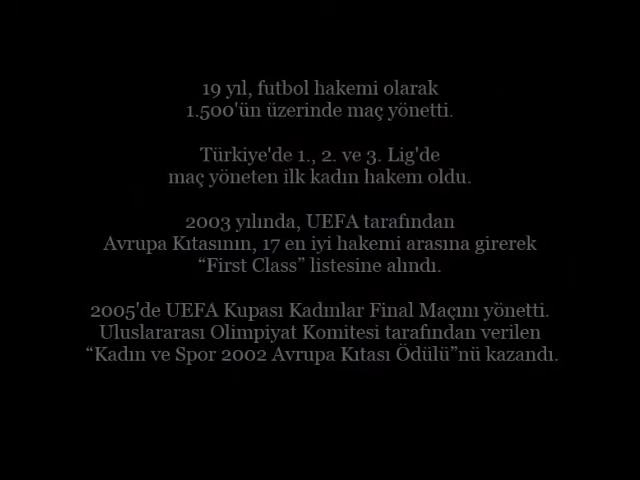 19 yıl, futbol hakemi olarak
1.500'ün üzerinde maç yönetti.
Türkiye'de 1., 2. ve 3. Lig'de
maç yöneten ilk kadın hakem oldu.
2003 yılında, UEFA tarafından
Avrupa Kıtasının, 17 en iyi hakemi arasına girerek
“First Class” listesine alındı.
2005'de UEFA Kupası Kadınlar Final Maçını yönetti.
Uluslararası Olimpiyat Komitesi tarafından verilen
“Kadın ve Spor 2002 Avrupa Kıtası Ödülü”nü kazandı.